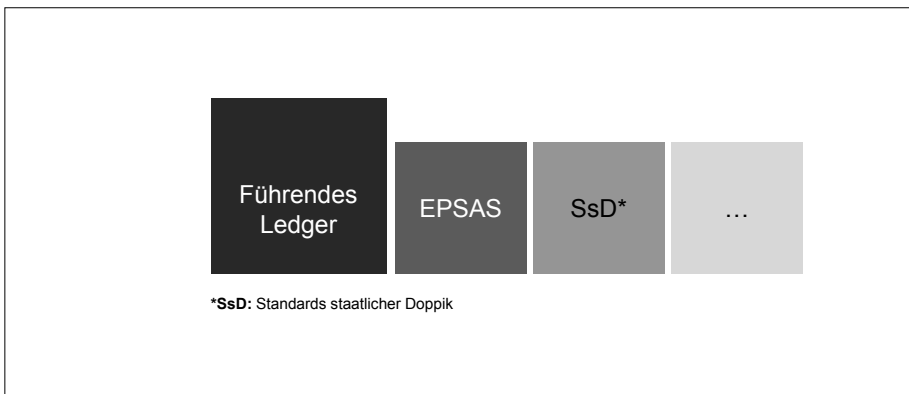 Führendes
Ledger
EPSAS
SsD*
...
*SsD: Standards staatlicher Doppik